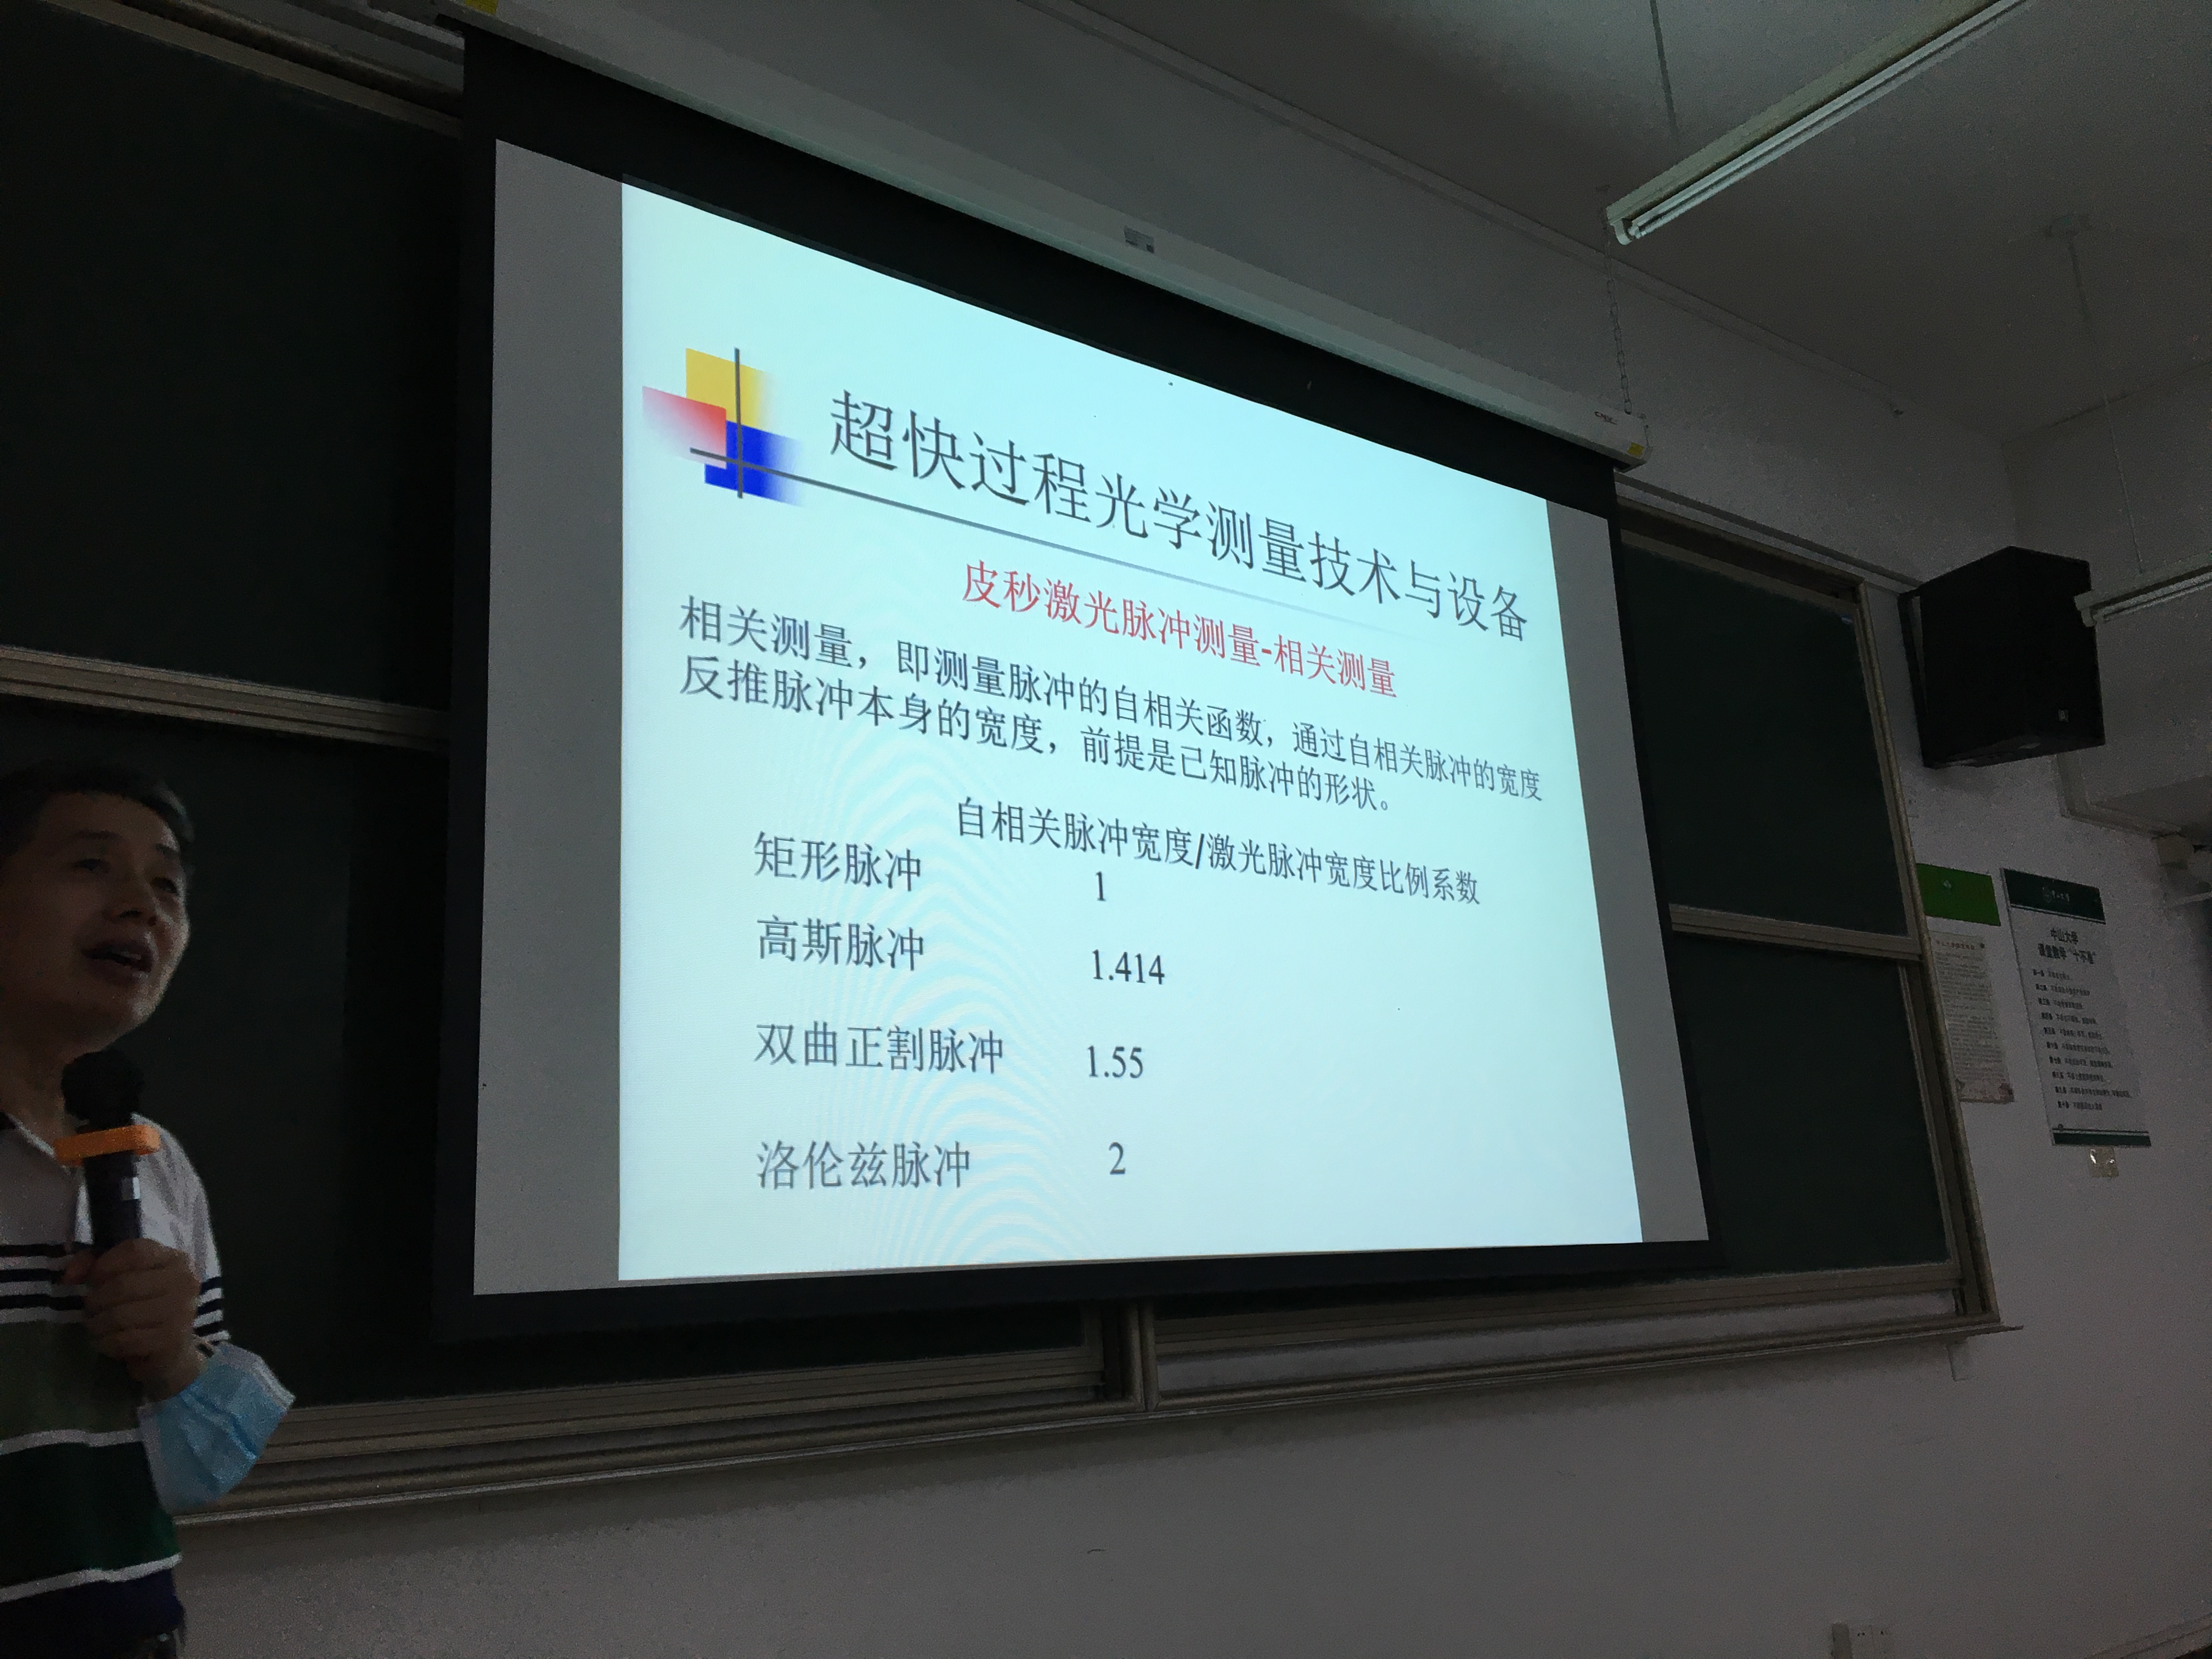 超快过程光学测量技术与设备
皮秒激光脉冲测量-相关测量
相关测量，即测量脉冲的自相关函数，通过自相关脉冲的宽度
反推脉冲本身的宽度，前提是已知脉冲的形状。
自相关脉冲宽度/激光脉冲宽度比例系数
矩形脉冲 1
高斯脉冲 1.414
双曲正割脉冲 1.55
洛伦兹脉冲 2
中山大学
课堂教学“十不准”